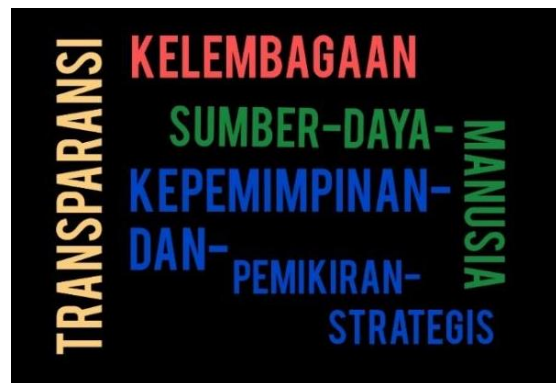 TRANSPARANSI
KELEMBAGAAN
SUMBER-DAYA-
MANUSIA
KEPEMIMPINAN-
DAN-
PEMIKIRAN-
STRATEGIS